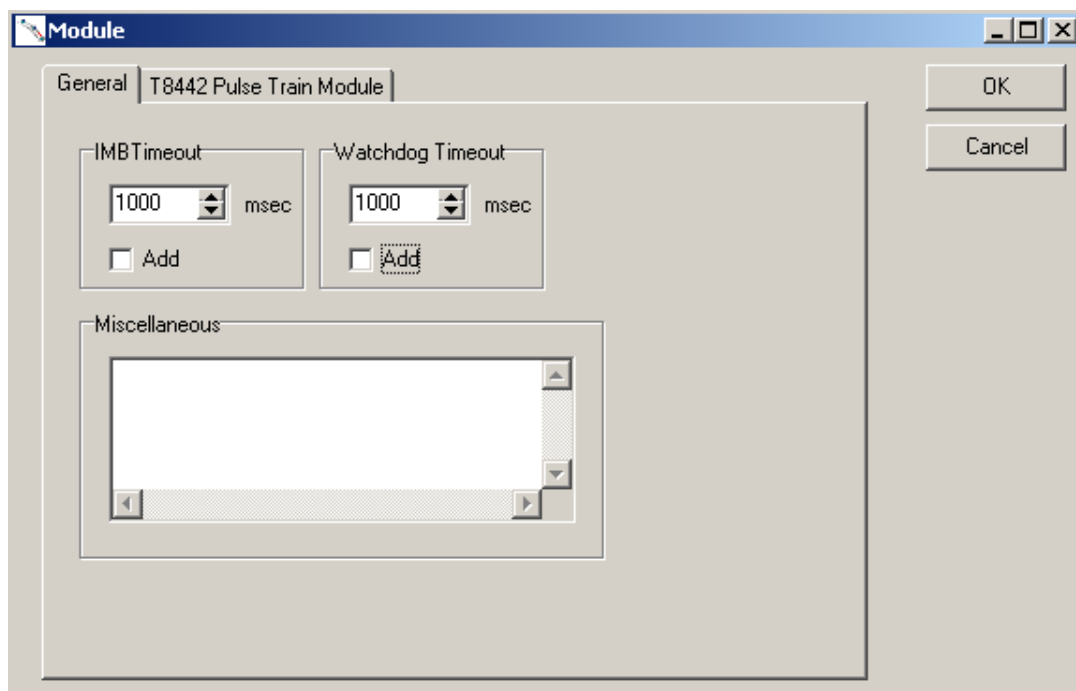 Module
General T8442 Pulse Train Module
OK
Cancel
IMBTimeout
1000 msec
Add
Watchdog Timeout
1000 msec
Add
Miscellaneous